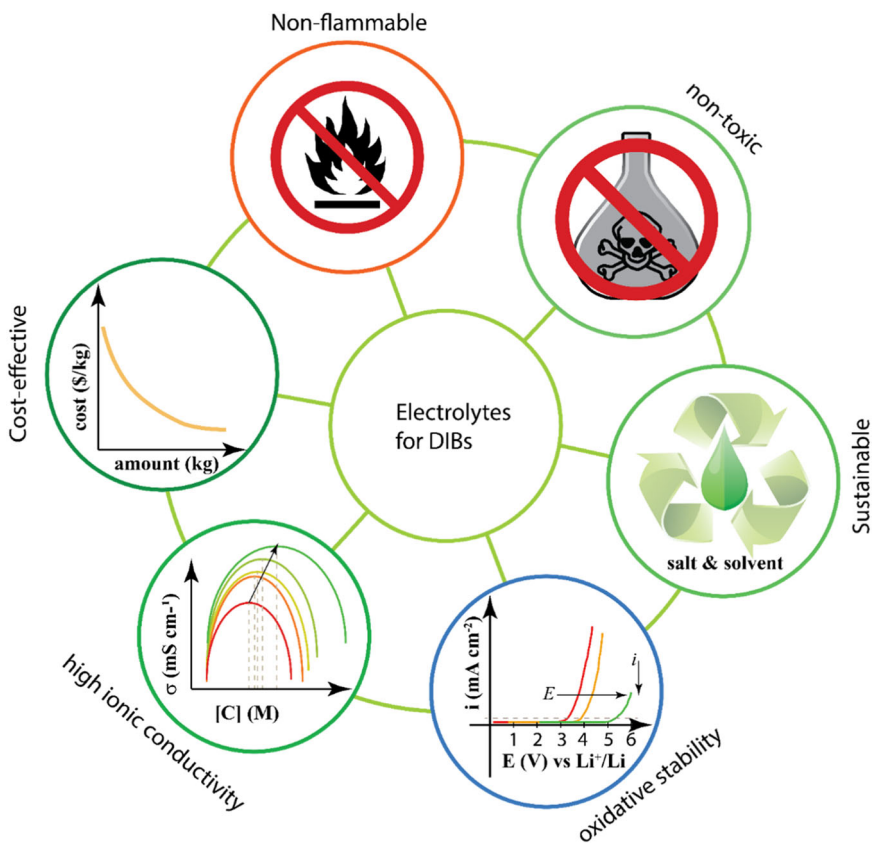 Non-flammable
non-toxic
Cost-effective
cost ($/kg)
amount (kg)
Electrolytes
for DIBs
Sustainable
salt & solvent
high ionic conductivity
σ (mS cm⁻¹)
[C] (M)
oxidative stability
i (mA cm⁻²)
E
i
1 2 3 4 5 6
E (V) vs Li⁺/Li